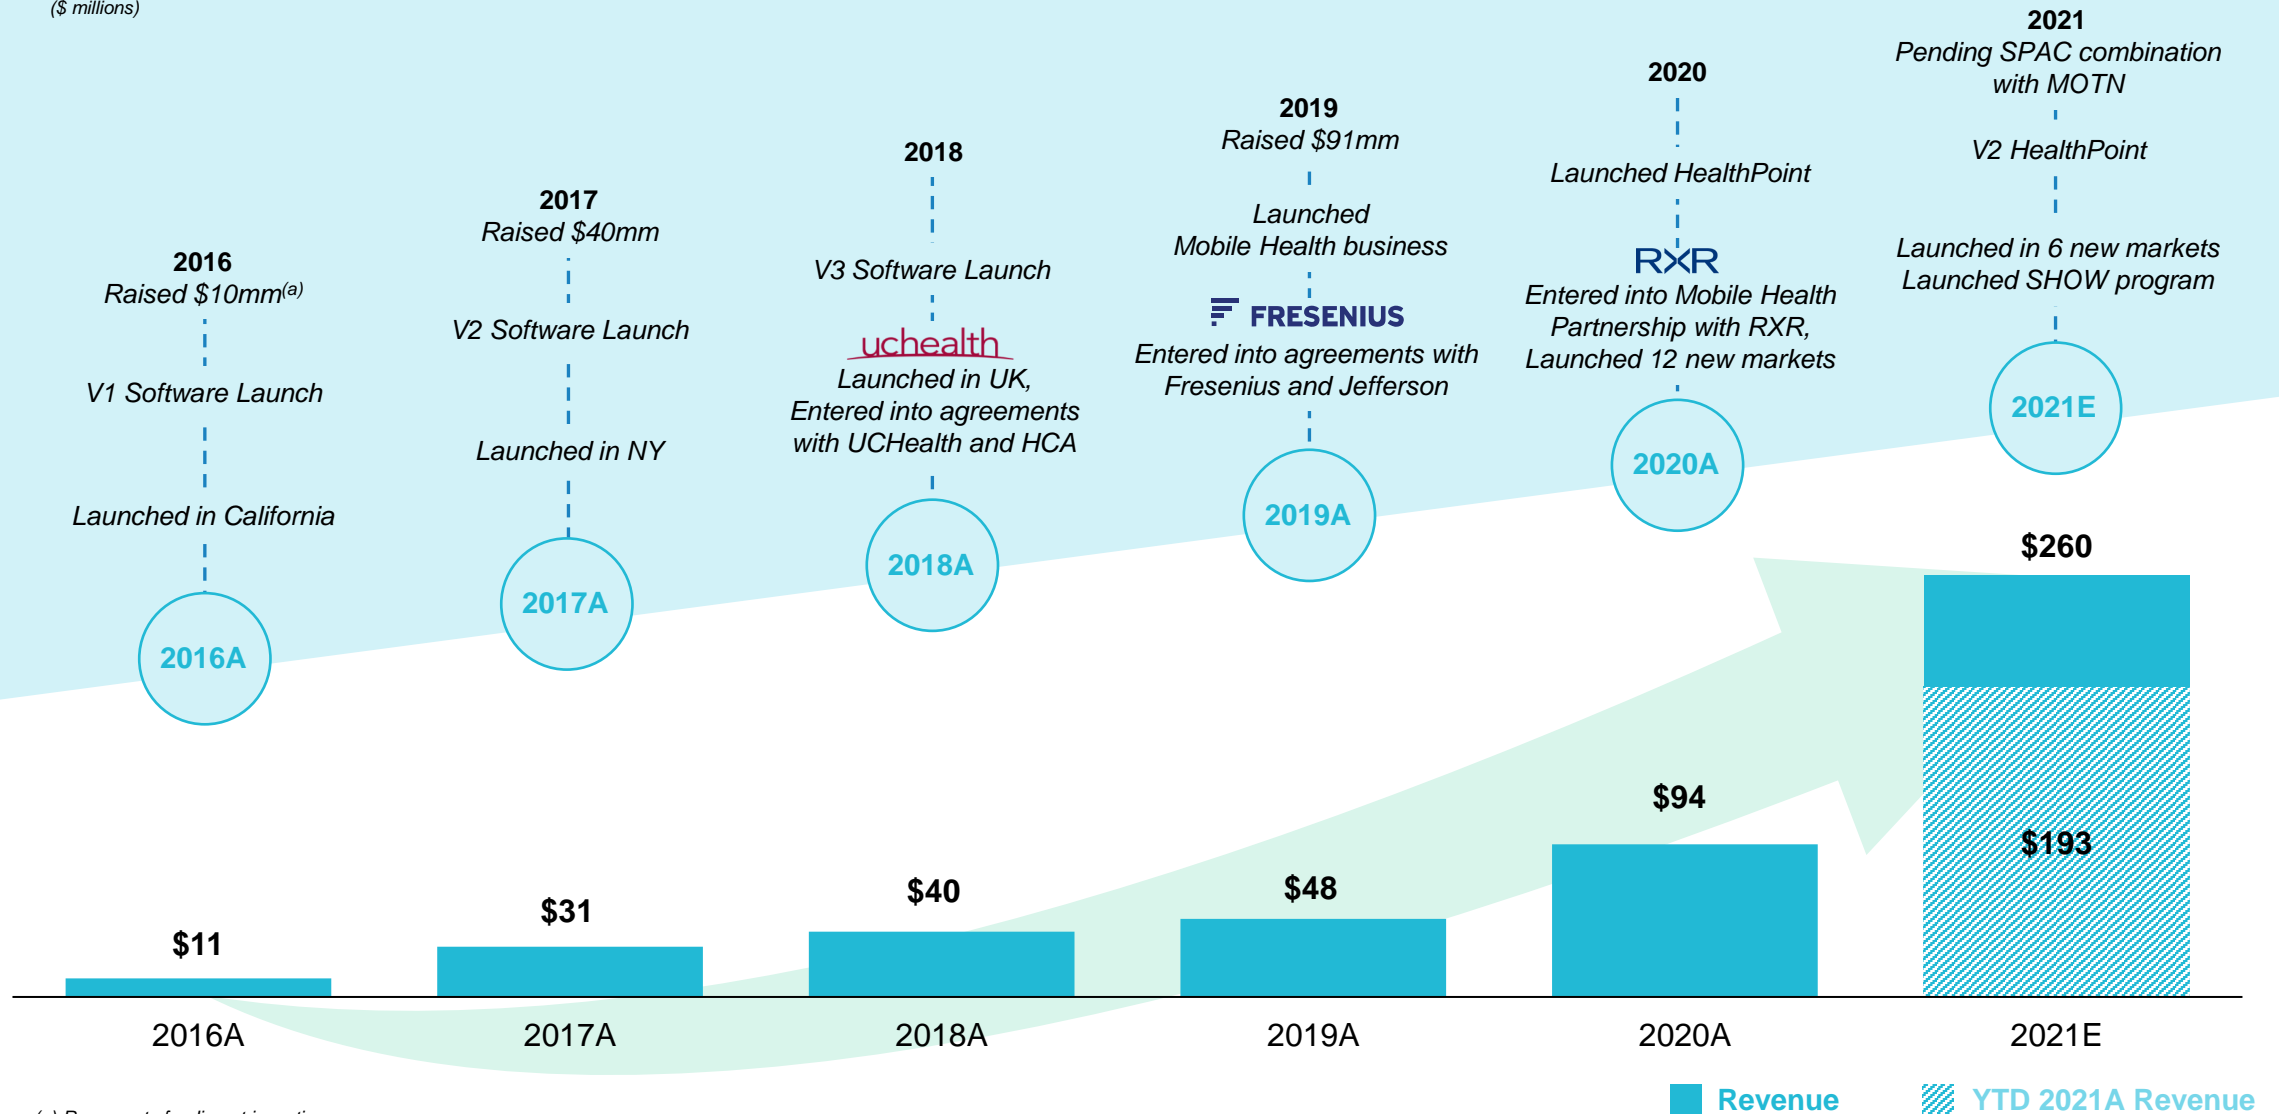 ($ millions)
2016
Raised $10mm(a)
V1 Software Launch
Launched in California
2016A
2017
Raised $40mm
V2 Software Launch
Launched in NY
2017A
2018
V3 Software Launch
uchealth
Launched in UK,
Entered into agreements
with UCHealth and HCA
2018A
2019
Raised $91mm
Launched
Mobile Health business
FRESENIUS
Entered into agreements with
Fresenius and Jefferson
2019A
2020
Launched HealthPoint
RXR
Entered into Mobile Health
Partnership with RXR,
Launched 12 new markets
2020A
2021
Pending SPAC combination
with MOTN
V2 HealthPoint
Launched in 6 new markets
Launched SHOW program
2021E
$11
$31
$40
$48
$94
$260
$193
2016A
2017A
2018A
2019A
2020A
2021E
Revenue
YTD 2021A Revenue